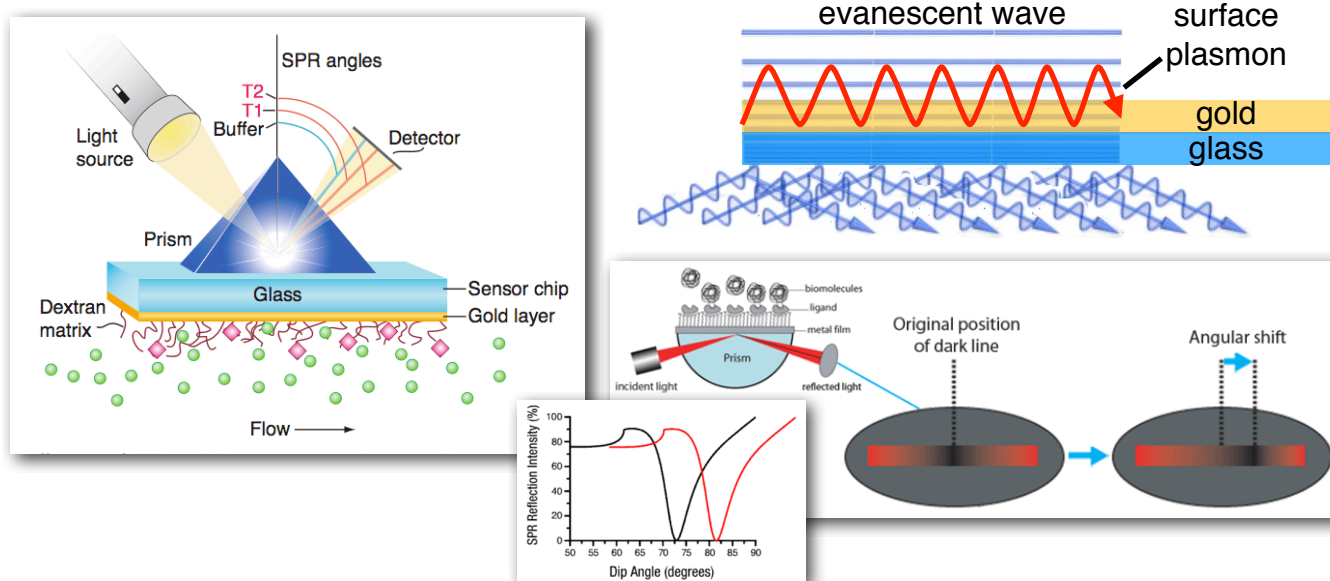 SPR angles
T2
T1
Buffer
Light
source
Detector
Prism
Glass
Sensor chip
Dextran
matrix
Gold layer
Flow
evanescent wave
surface
plasmon
gold
glass
biomolecules
ligand
metal film
Prism
incident light
reflected light
Original position
of dark line
Angular shift
SPR Reflection Intensity (%)
100
80
60
40
20
0
50 55 60 65 70 75 80 85 90
Dip Angle (degrees)